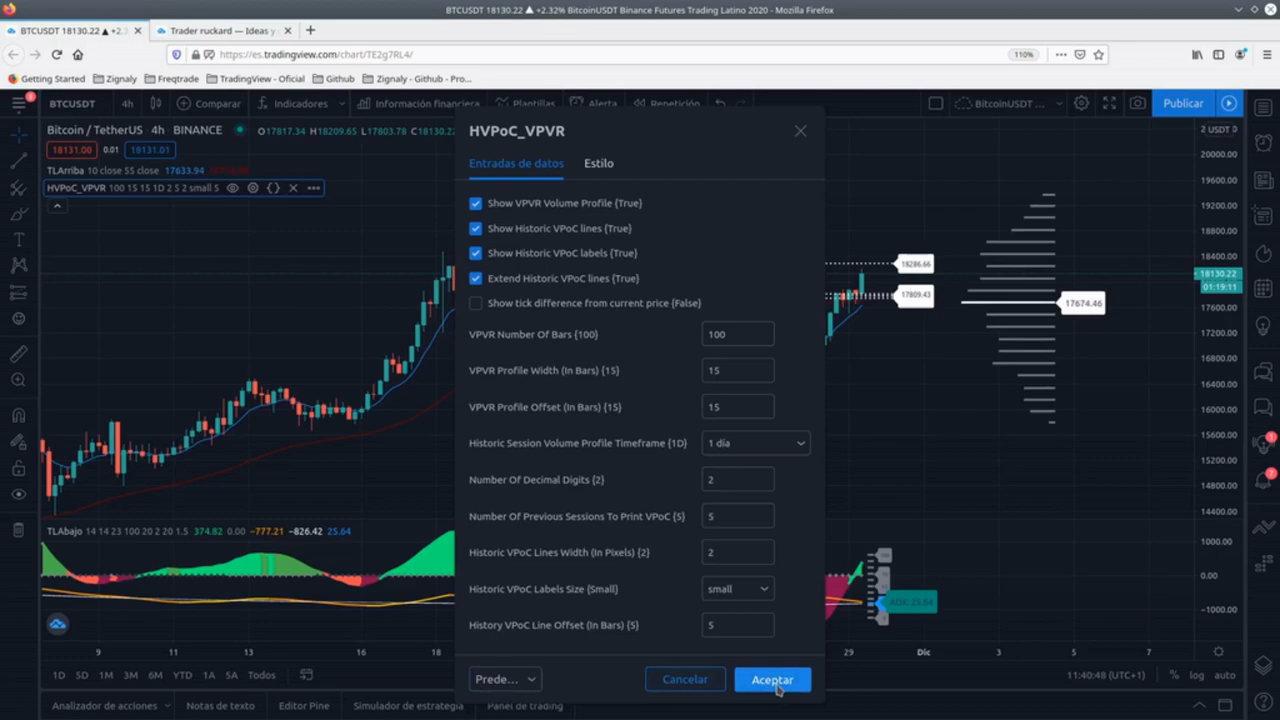 BTCUSDT 18130.22 ▲ +2.32% BitcoinUSDT Binance Futures Trading Latino 2020 - Mozilla Firefox
BTCUSDT 18130.22 ▲ +2.3
Trader ruckard — Ideas y
https://es.tradingview.com/chart/TE2g7RL4/
110%
Getting Started
Zignaly
Freqtrade
TradingView - Oficial
Github
Zignaly - Github - Pro...
8
BTCUSDT
4h
Comparar
Indicadores
Información financiera
Plantillas
Alerta
Repetición
BitcoinUSDT ...
Publicar
Bitcoin / TetherUS · 4h · BINANCE
O17817.34 H18209.65 L17803.78 C18130.22
18131.00
0.01
18131.01
TLArriba 10 close 55 close 17633.94
HVPoC_VPVR 100 15 15 1D 2 5 2 small 5
HVPoC_VPVR
Entradas de datos
Estilo
Show VPVR Volume Profile {True}
Show Historic VPoC lines {True}
Show Historic VPoC labels {True}
Extend Historic VPoC lines {True}
Show tick difference from current price {False}
VPVR Number Of Bars {100}
100
VPVR Profile Width (In Bars) {15}
15
VPVR Profile Offset (In Bars) {15}
15
Historic Session Volume Profile Timeframe {1D}
1 día
Number Of Decimal Digits {2}
2
Number Of Previous Sessions To Print VPoC {5}
5
Historic VPoC Lines Width (In Pixels) {2}
2
Historic VPoC Labels Size {Small}
small
History VPoC Line Offset (In Bars) {5}
5
Prede...
Cancelar
Aceptar
18286.66
17809.43
17674.46
USDT
20000.00
19600.00
19200.00
18800.00
18400.00
18130.22
01:19:11
17600.00
17200.00
16800.00
16400.00
16000.00
15600.00
15200.00
14800.00
14400.00
1000.00
0.00
−1000.00
TLAbajo 14 14 23 100 20 2 20 1.5 374.82 0.00 −777.21 −826.42 25.64
ADX: 25.64
9
11
13
16
18
29
Dic
3
5
7
1D
5D
1M
3M
6M
YTD
1A
5A
Todos
11:40:48 (UTC+1)
%
log
auto
1
2
Analizador de acciones
Notas de texto
Editor Pine
Simulador de estrategia
Panel de trading